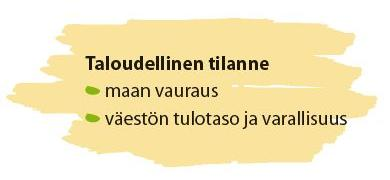 Taloudellinen tilanne
maan vauraus
väestön tulotaso ja varallisuus